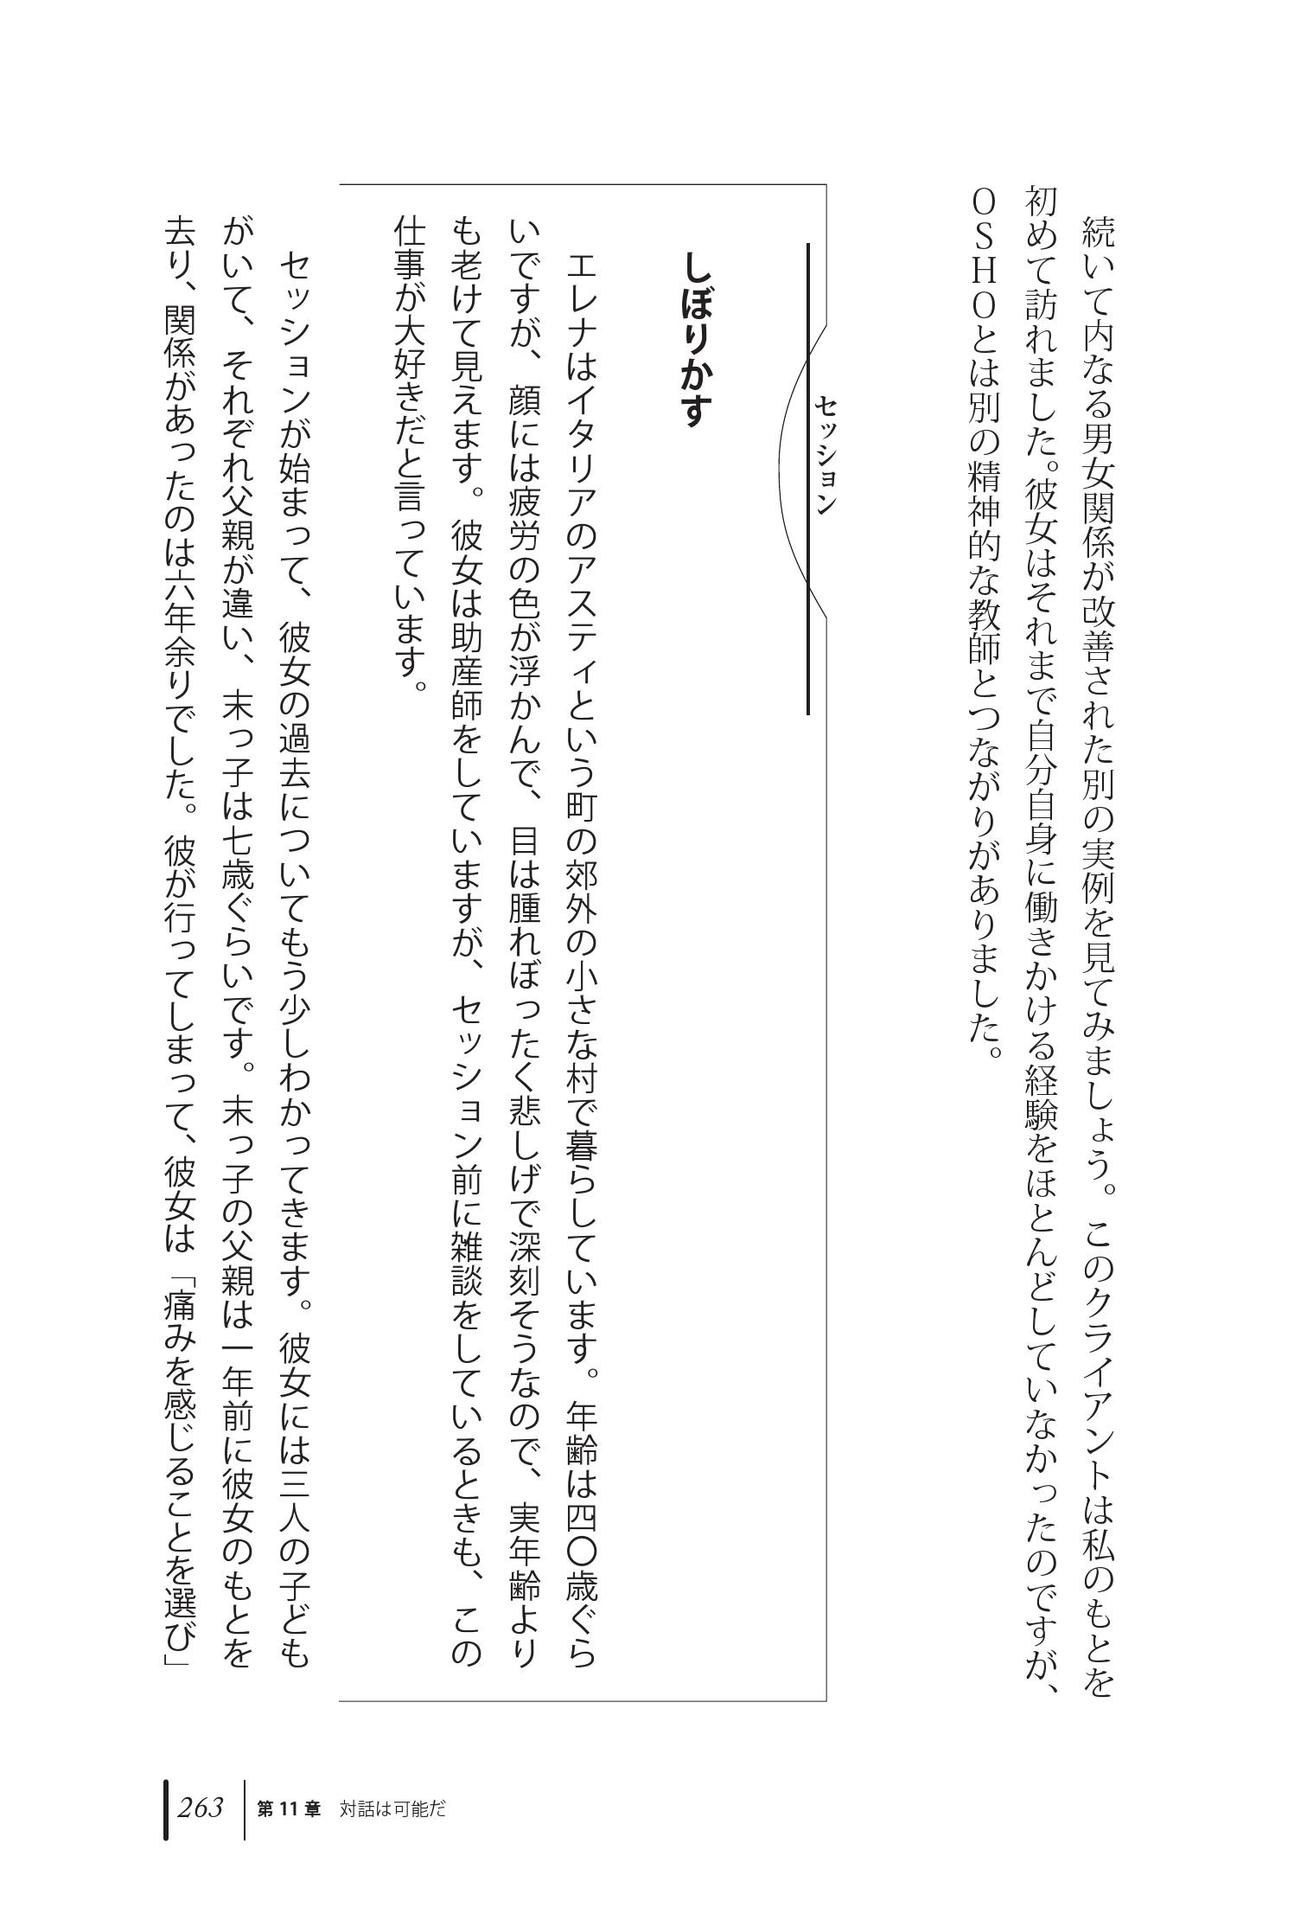 続いて内なる男女関係が改善された別の実例を見てみましょう。このクライアントは私のもとを
初めて訪れました。彼女はそれまで自分自身に働きかける経験をほとんどしていなかったのですが、
OSHOとは別の精神的な教師とつながりがありました。
セッション
しぼりかす
エレナはイタリアのアスティという町の郊外の小さな村で暮らしています。年齢は四〇歳ぐら
いですが、顔には疲労の色が浮かんで、目は腫れぼったく悲しげで深刻そうなので、実年齢より
も老けて見えます。彼女は助産師をしていますが、セッション前に雑談をしているときも、この
仕事が大好きだと言っています。
セッションが始まって、彼女の過去についてもう少しわかってきます。彼女には三人の子ども
がいて、それぞれ父親が違い、末っ子は七歳ぐらいです。末っ子の父親は一年前に彼女のもとを
去り、関係があったのは六年余りでした。彼が行ってしまって、彼女は「痛みを感じることを選び」
263 第11章 対話は可能だ